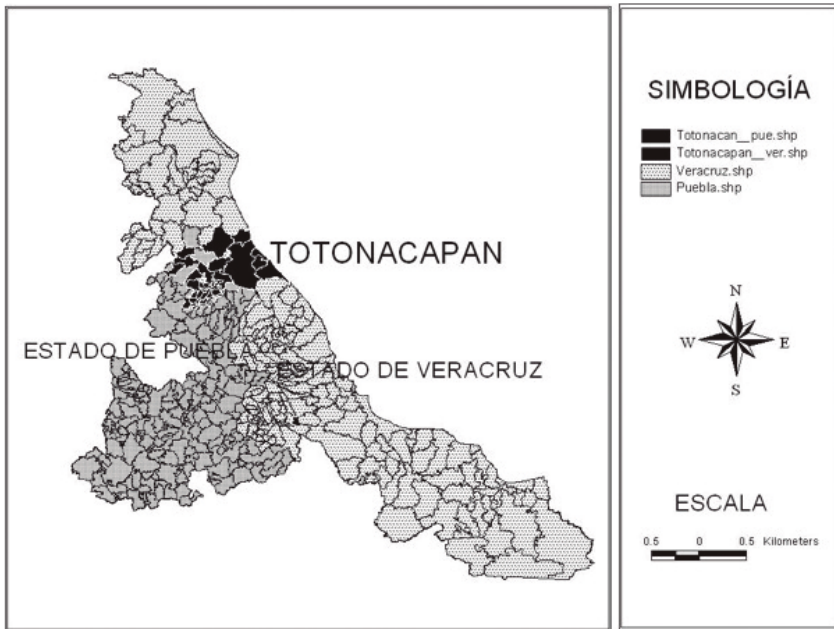 TOTONACAPAN
ESTADO DE PUEBLA
ESTADO DE VERACRUZ
SIMBOLOGÍA
Totonacan__pue.shp
Totonacapan__ver.shp
Veracruz.shp
Puebla.shp
N
W E
S
ESCALA
0.5 0 0.5 Kilometers